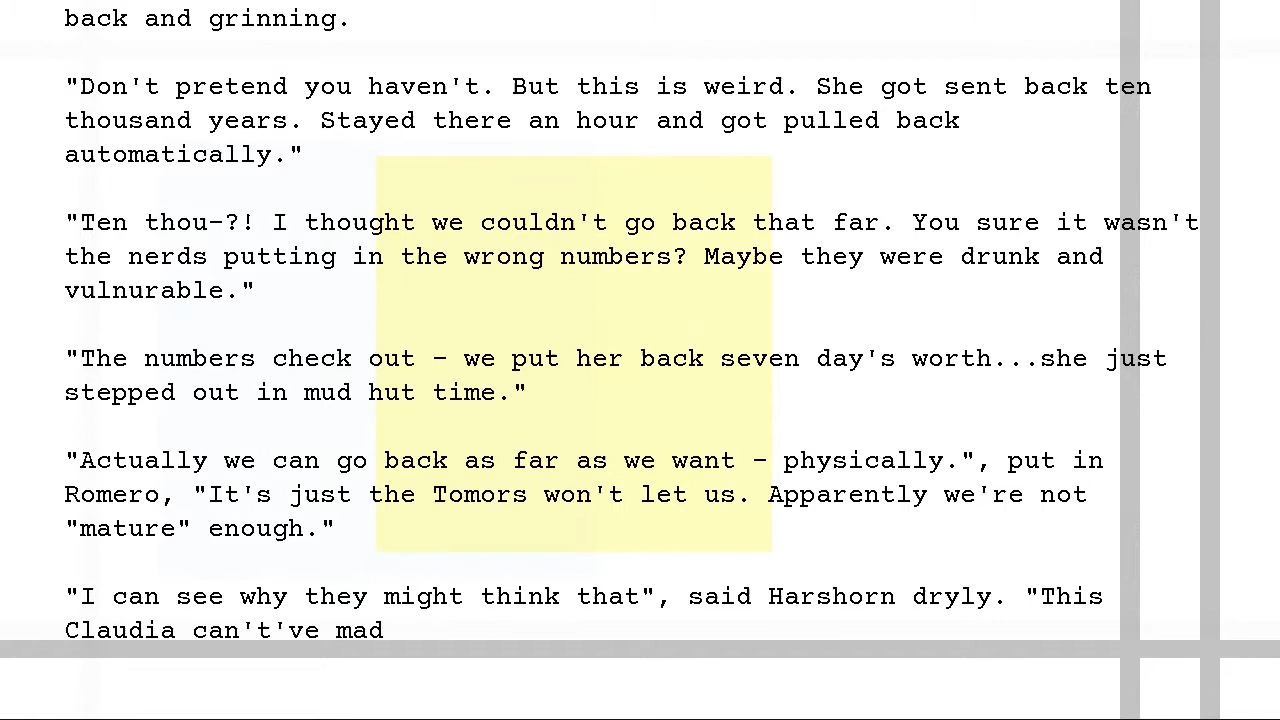 back and grinning.
"Don't pretend you haven't. But this is weird. She got sent back ten
thousand years. Stayed there an hour and got pulled back
automatically."
"Ten thou-?! I thought we couldn't go back that far. You sure it wasn't
the nerds putting in the wrong numbers? Maybe they were drunk and
vulnurable."
"The numbers check out - we put her back seven day's worth...she just
stepped out in mud hut time."
"Actually we can go back as far as we want - physically.", put in
Romero, "It's just the Tomors won't let us. Apparently we're not
"mature" enough."
"I can see why they might think that", said Harshorn dryly. "This
Claudia can't've mad